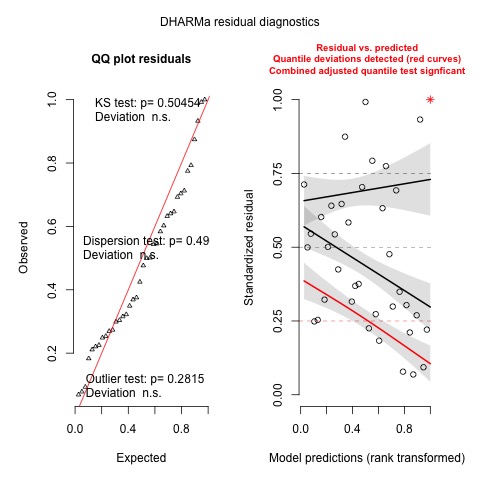 DHARMa residual diagnostics
QQ plot residuals
KS test: p= 0.50454
Deviation n.s.
Dispersion test: p= 0.49
Deviation n.s.
Outlier test: p= 0.2815
Deviation n.s.
Observed
0.2
0.4
0.6
0.8
1.0
0.0
0.4
0.8
Expected
Residual vs. predicted
Quantile deviations detected (red curves)
Combined adjusted quantile test signficant
Standardized residual
0.00
0.25
0.50
0.75
1.00
0.0
0.4
0.8
Model predictions (rank transformed)